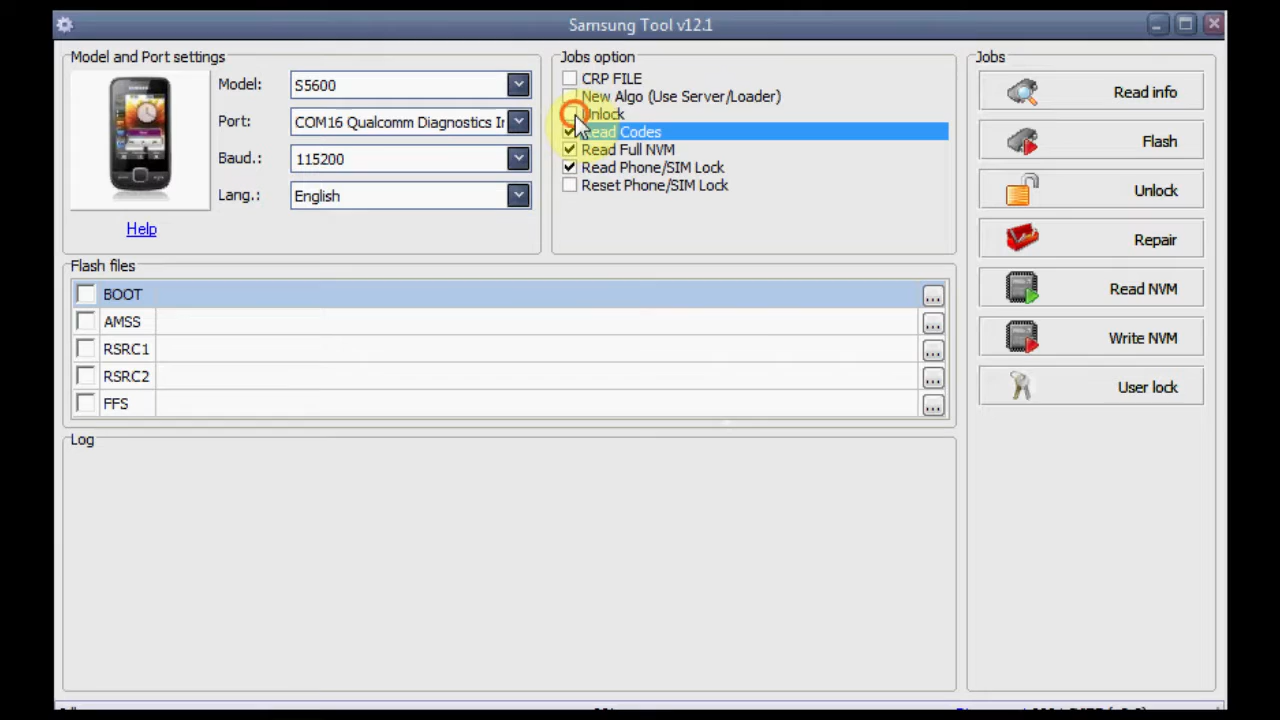 Samsung Tool v12.1
Model and Port settings
Model:
S5600
Port:
COM16 Qualcomm Diagnostics
Baud.:
115200
Lang.:
English
Help
Jobs option
CRP FILE
New Algo (Use Server/Loader)
Unlock
Read Codes
Read Full NVM
Read Phone/SIM Lock
Reset Phone/SIM Lock
Jobs
Read info
Flash
Unlock
Repair
Read NVM
Write NVM
User lock
Flash files
BOOT
...
AMSS
...
RSRC1
...
RSRC2
...
FFS
...
Log